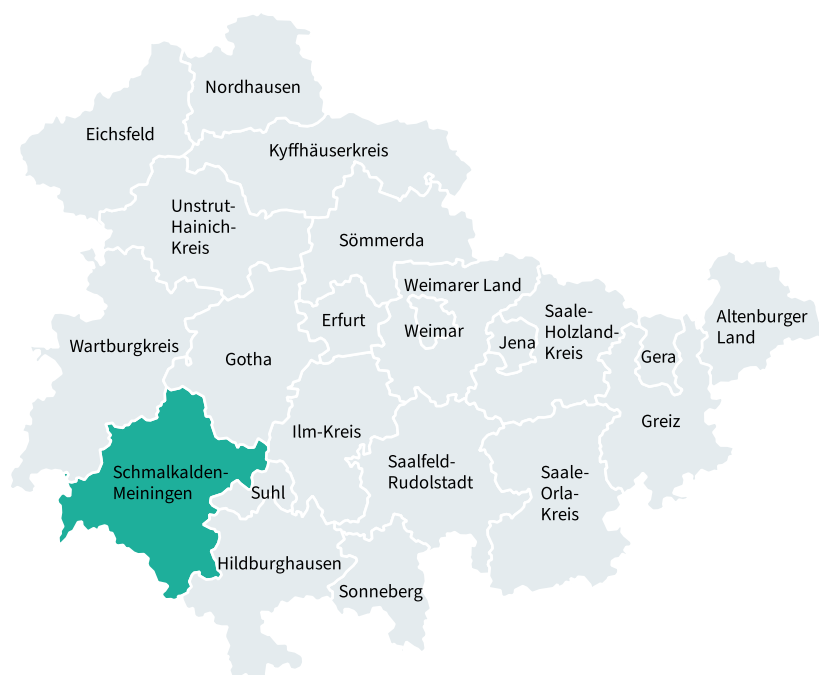 Nordhausen
Eichsfeld
Kyffhäuserkreis
Unstrut-
Hainich-
Kreis
Sömmerda
Weimarer Land
Saale-
Holzland-
Kreis
Altenburger
Land
Erfurt
Weimar
Jena
Gera
Wartburgkreis
Gotha
Greiz
Ilm-Kreis
Saalfeld-
Rudolstadt
Saale-
Orla-
Kreis
Schmalkalden-
Meiningen
Suhl
Hildburghausen
Sonneberg